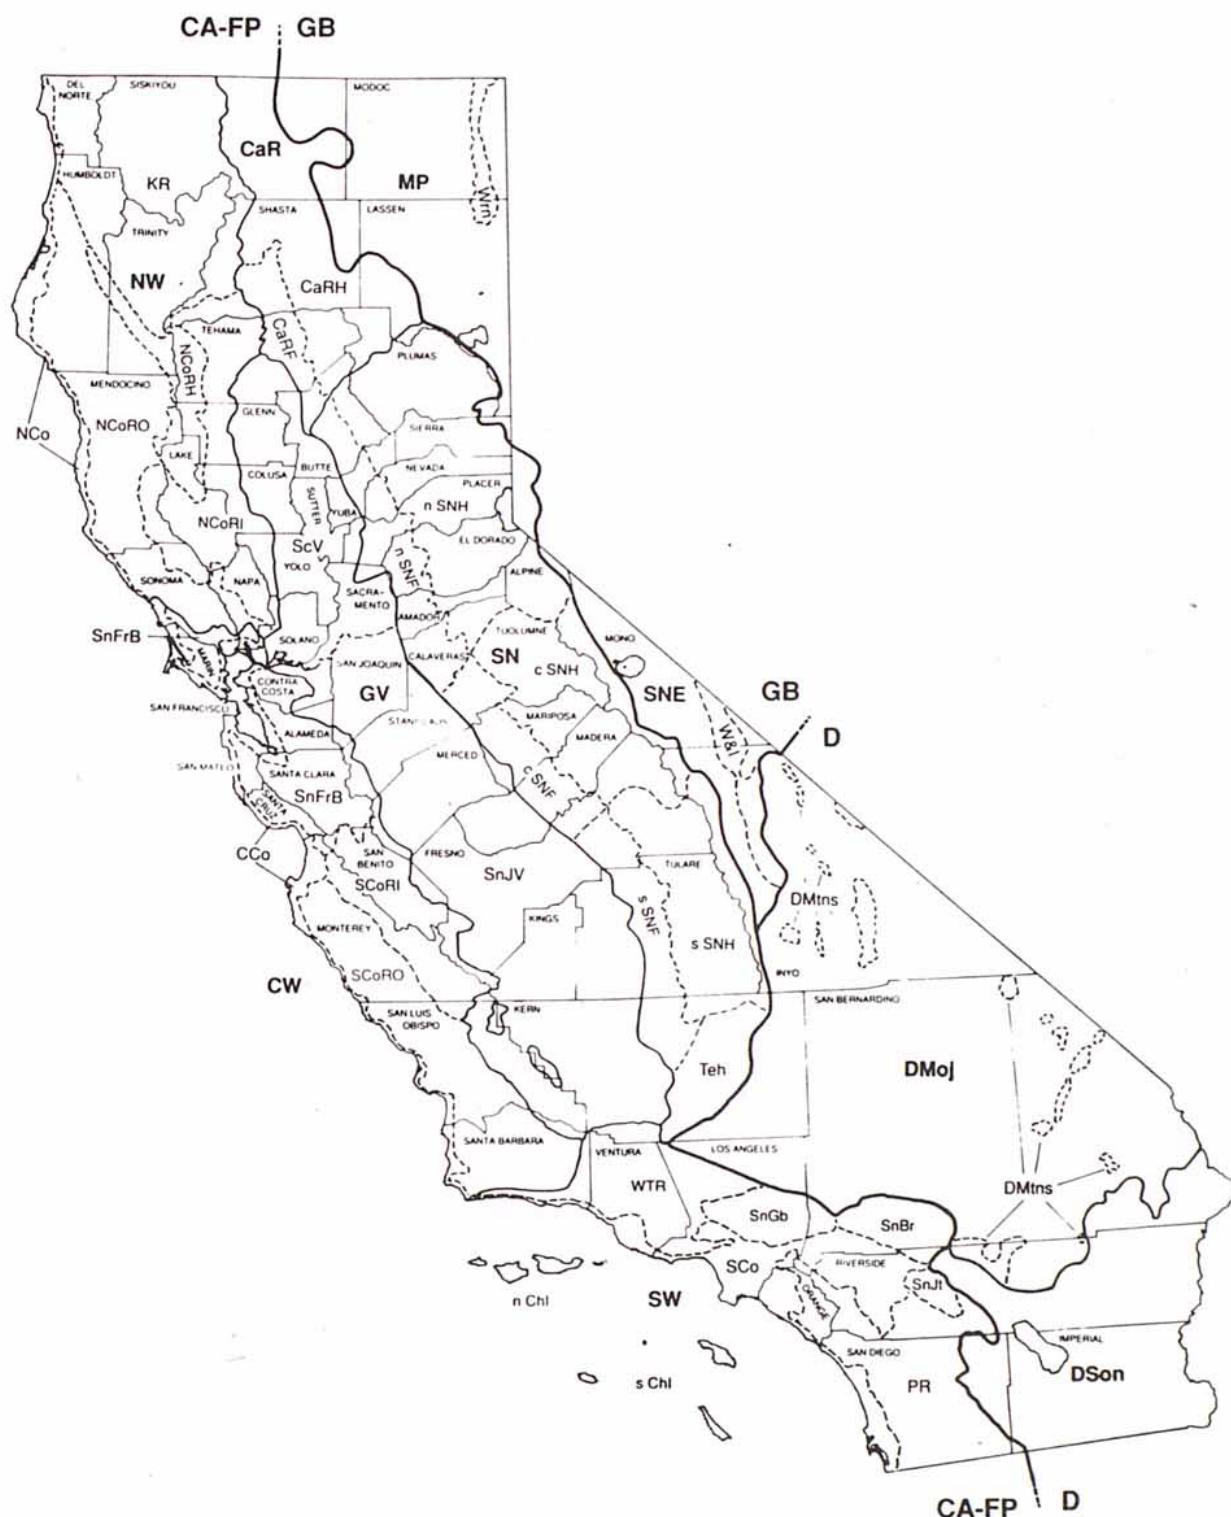 CA-FP GB
DEL NORTE
SISKIYOU
MODOC
CaR
HUMBOLDT
KR
MP
Wrn
SHASTA
LASSEN
TRINITY
NW
CaRH
TEHAMA
CaRF
NCoRH
PLUMAS
MENDOCINO
GLENN
NCo
NCoRO
SIERRA
LAKE
COLUSA
BUTTE
NEVADA
SUTTER
PLACER
YUBA
n SNH
NCoRI
ScV
EL DORADO
YOLO
n SNF
SONOMA
NAPA
ALPINE
SACRA-
MENTO
AMADOR
SnFrB
SOLANO
TUOLUMNE
MONO
MARIN
SAN JOAQUIN
CALAVERAS
SN
c SNH
CONTRA
COSTA
GV
SNE
GB
SAN FRANCISCO
MARIPOSA
W&I
D
ALAMEDA
MADERA
MERCED
SAN MATEO
SANTA CLARA
c SNF
SnFrB
SANTA
CRUZ
CCo
SAN
BENITO
FRESNO
TULARE
SnJV
SCoRI
s SNF
DMtns
KINGS
MONTEREY
s SNH
SCoRO
INYO
CW
SAN BERNARDINO
SAN LUIS
OBISPO
KERN
Teh
DMoj
SANTA BARBARA
VENTURA
LOS ANGELES
WTR
DMtns
SnGb
SnBr
SCo
RIVERSIDE
SnJt
ORANGE
n ChI
SW
SAN DIEGO
IMPERIAL
s ChI
PR
DSon
CA-FP D